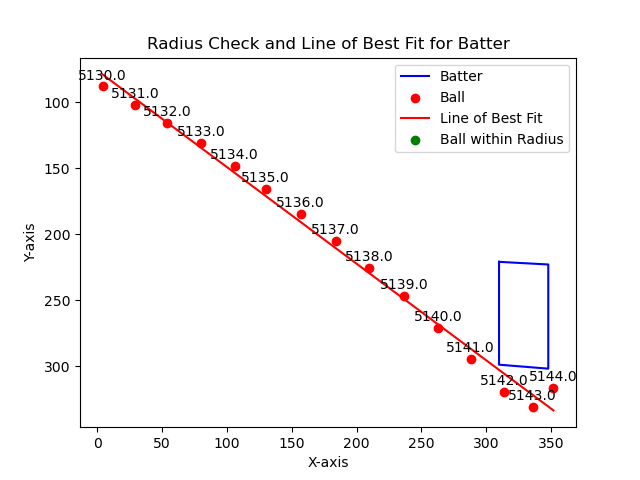 Radius Check and Line of Best Fit for Batter
Batter
Ball
Line of Best Fit
Ball within Radius
5130.0
5131.0
5132.0
5133.0
5134.0
5135.0
5136.0
5137.0
5138.0
5139.0
5140.0
5141.0
5142.0
5143.0
5144.0
100
150
200
250
300
Y-axis
0 50 100 150 200 250 300 350
X-axis